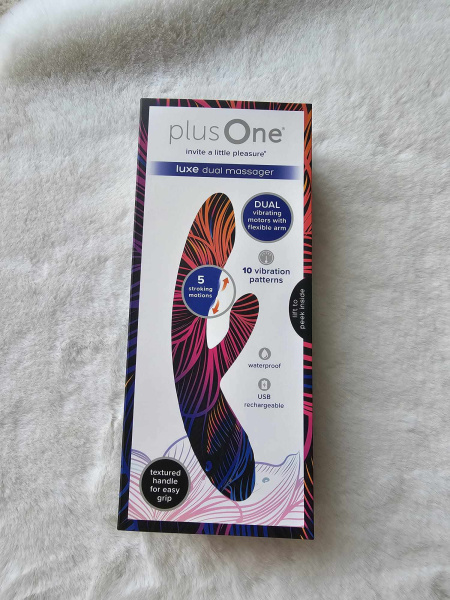 plusOne®
invite a little pleasure®
luxe dual massager
DUAL
vibrating
motors with
flexible arm
10 vibration
patterns
5
stroking
motions
lift to
peek inside
waterproof
USB
rechargeable
textured
handle
for easy
grip